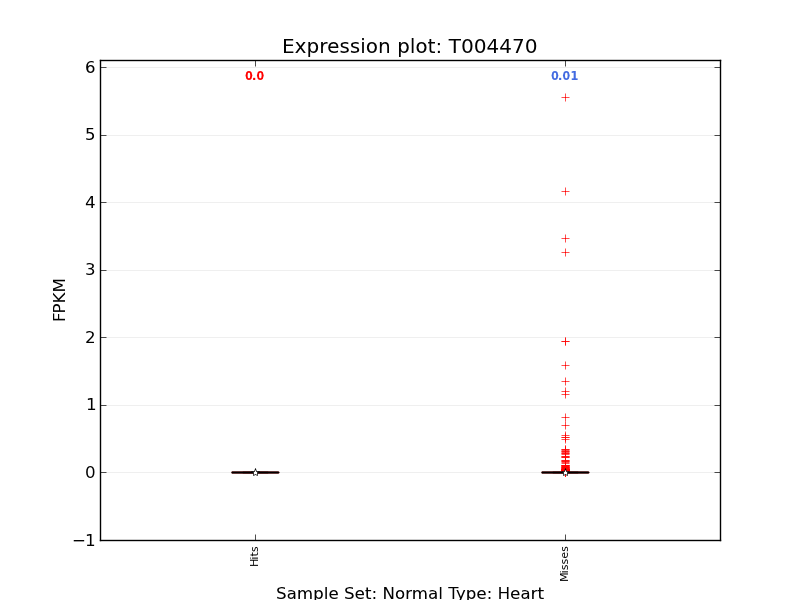 Expression plot: T004470
0.0
0.01
6
5
4
3
2
1
0
−1
FPKM
Hits
Misses
Sample Set: Normal Type: Heart